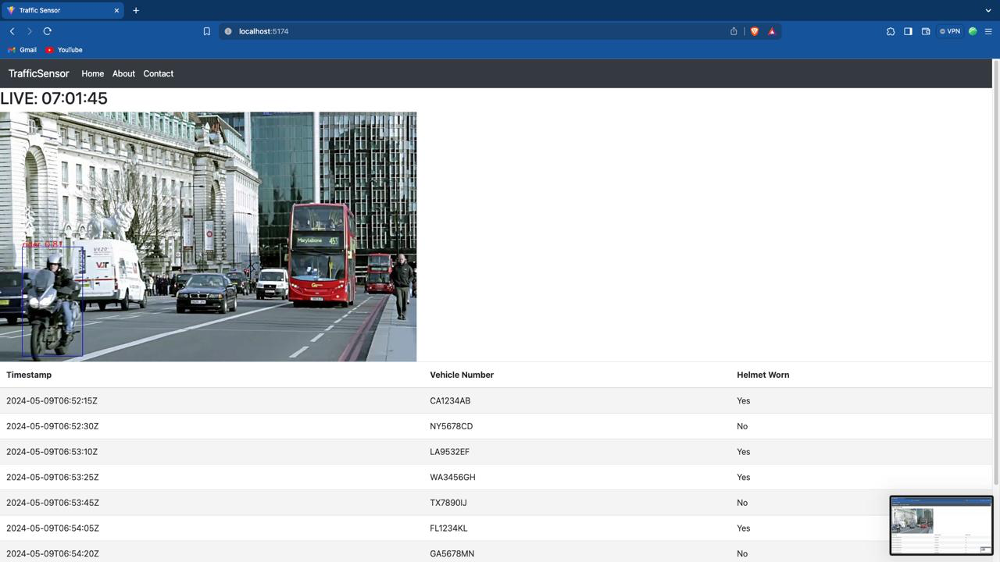 Traffic Sensor
localhost:5174
VPN
Gmail YouTube
TrafficSensor Home About Contact
LIVE: 07:01:45
rider 0.81
Marylebone 453
Timestamp Vehicle Number Helmet Worn
2024-05-09T06:52:15Z CA1234AB Yes
2024-05-09T06:52:30Z NY5678CD No
2024-05-09T06:53:10Z LA9532EF Yes
2024-05-09T06:53:25Z WA3456GH Yes
2024-05-09T06:53:45Z TX7890IJ No
2024-05-09T06:54:05Z FL1234KL Yes
2024-05-09T06:54:20Z No